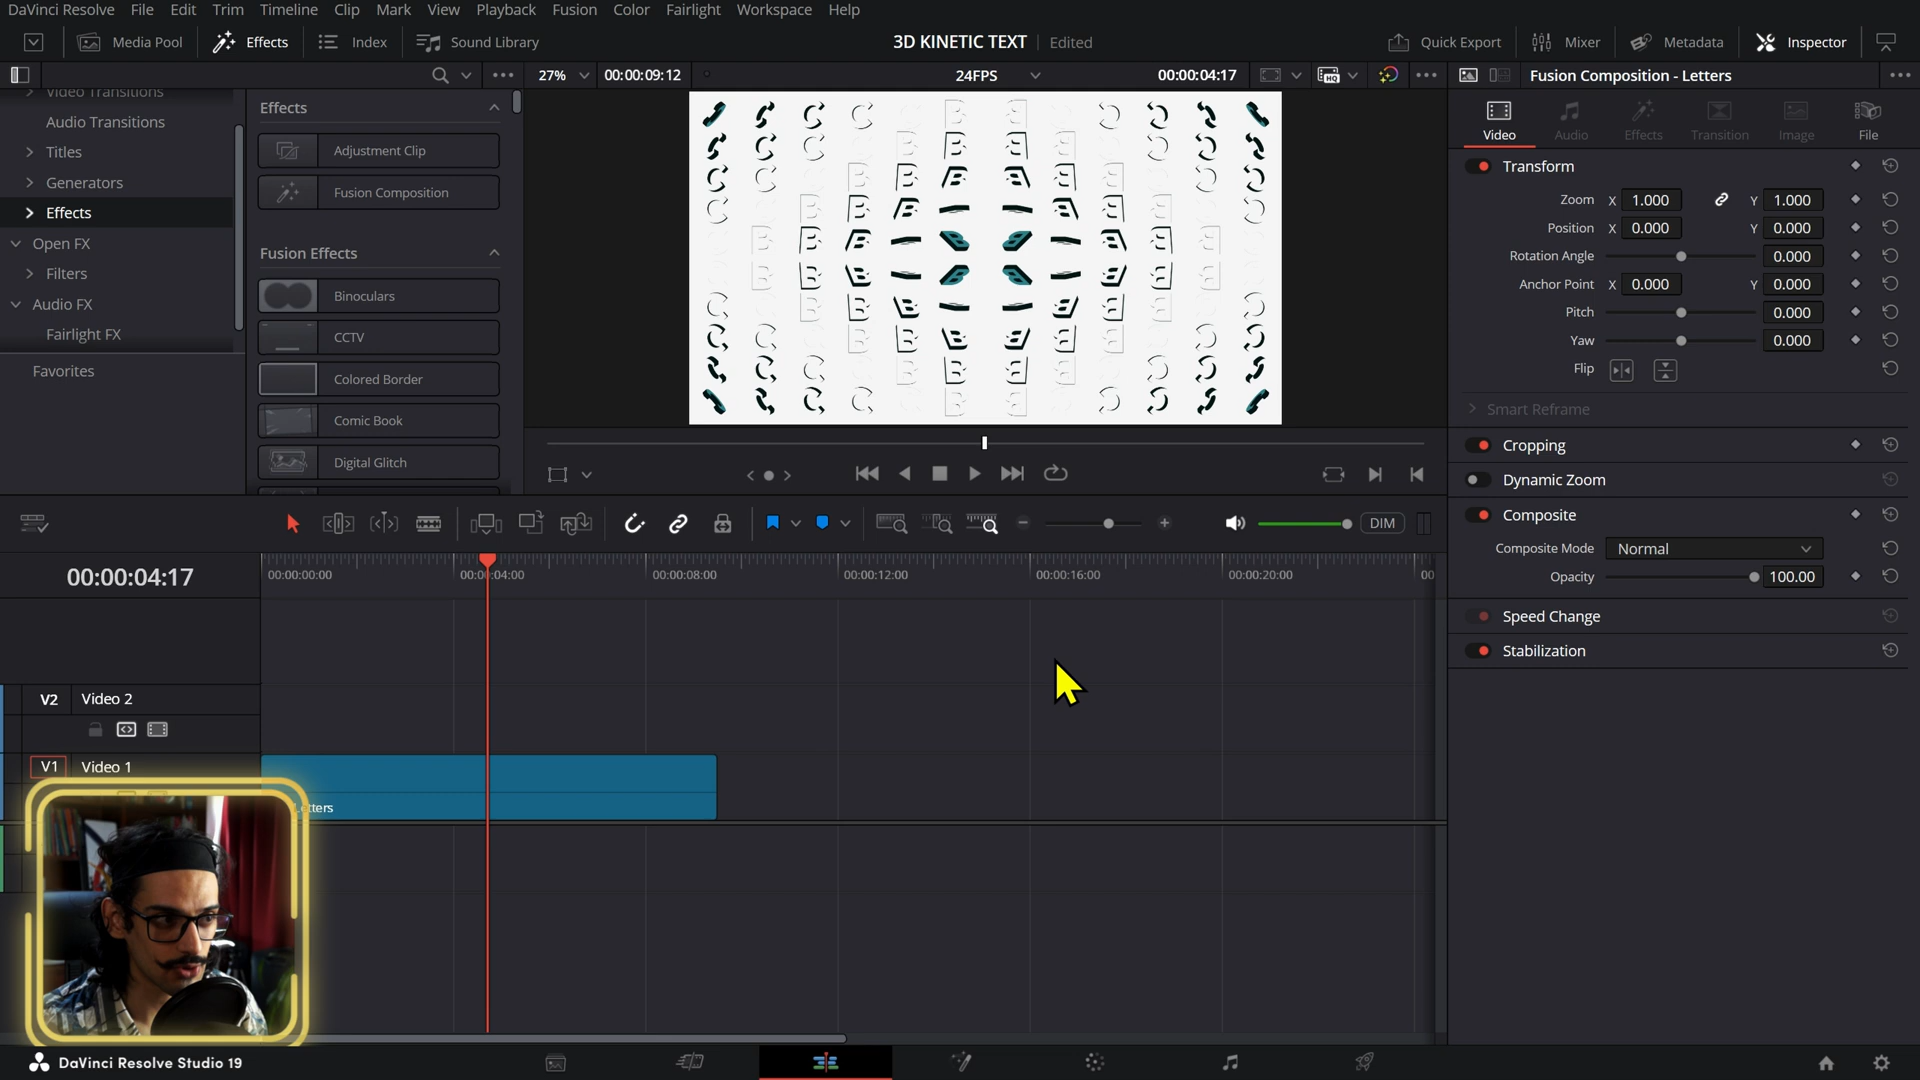 DaVinci Resolve File Edit Trim Timeline Clip Mark View Playback Fusion Color Fairlight Workspace Help
Media Pool Effects Index Sound Library 3D KINETIC TEXT Edited Quick Export Mixer Metadata Inspector
27% 00:00:09:12 24FPS 00:00:04:17 Fusion Composition - Letters
Video Transitions
Audio Transitions
Titles
Generators
Effects
Open FX
Filters
Audio FX
Fairlight FX
Favorites
Effects
Adjustment Clip
Fusion Composition
Fusion Effects
Binoculars
CCTV
Colored Border
Comic Book
Digital Glitch
Video Audio Effects Transition Image File
Transform
Zoom X 1.000 Y 1.000
Position X 0.000 Y 0.000
Rotation Angle 0.000
Anchor Point X 0.000 Y 0.000
Pitch 0.000
Yaw 0.000
Flip
Smart Reframe
Cropping
Dynamic Zoom
Composite
Composite Mode Normal
Opacity 100.00
Speed Change
Stabilization
DIM
00:00:04:17
00:00:00:00 00:00:04:00 00:00:08:00 00:00:12:00 00:00:16:00 00:00:20:00 00
V2 Video 2
V1 Video 1
Letters
DaVinci Resolve Studio 19